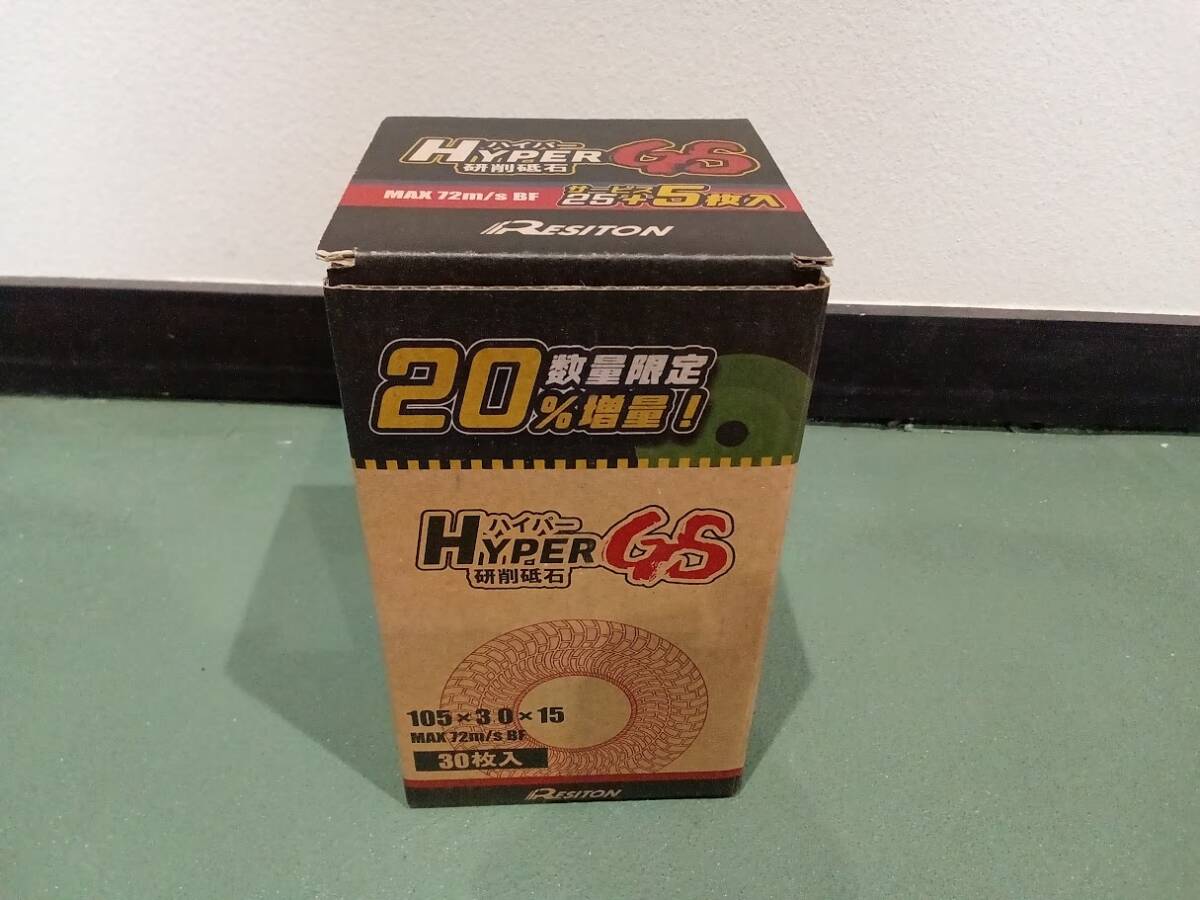 ハイパー
HYPER GS
研削砥石
MAX 72m/s BF
サービス
25+5枚入
RESITON
20%
数量限定
増量!
ハイパー
HYPER GS
研削砥石
105×3.0×15
MAX 72m/s BF
30枚入
RESITON